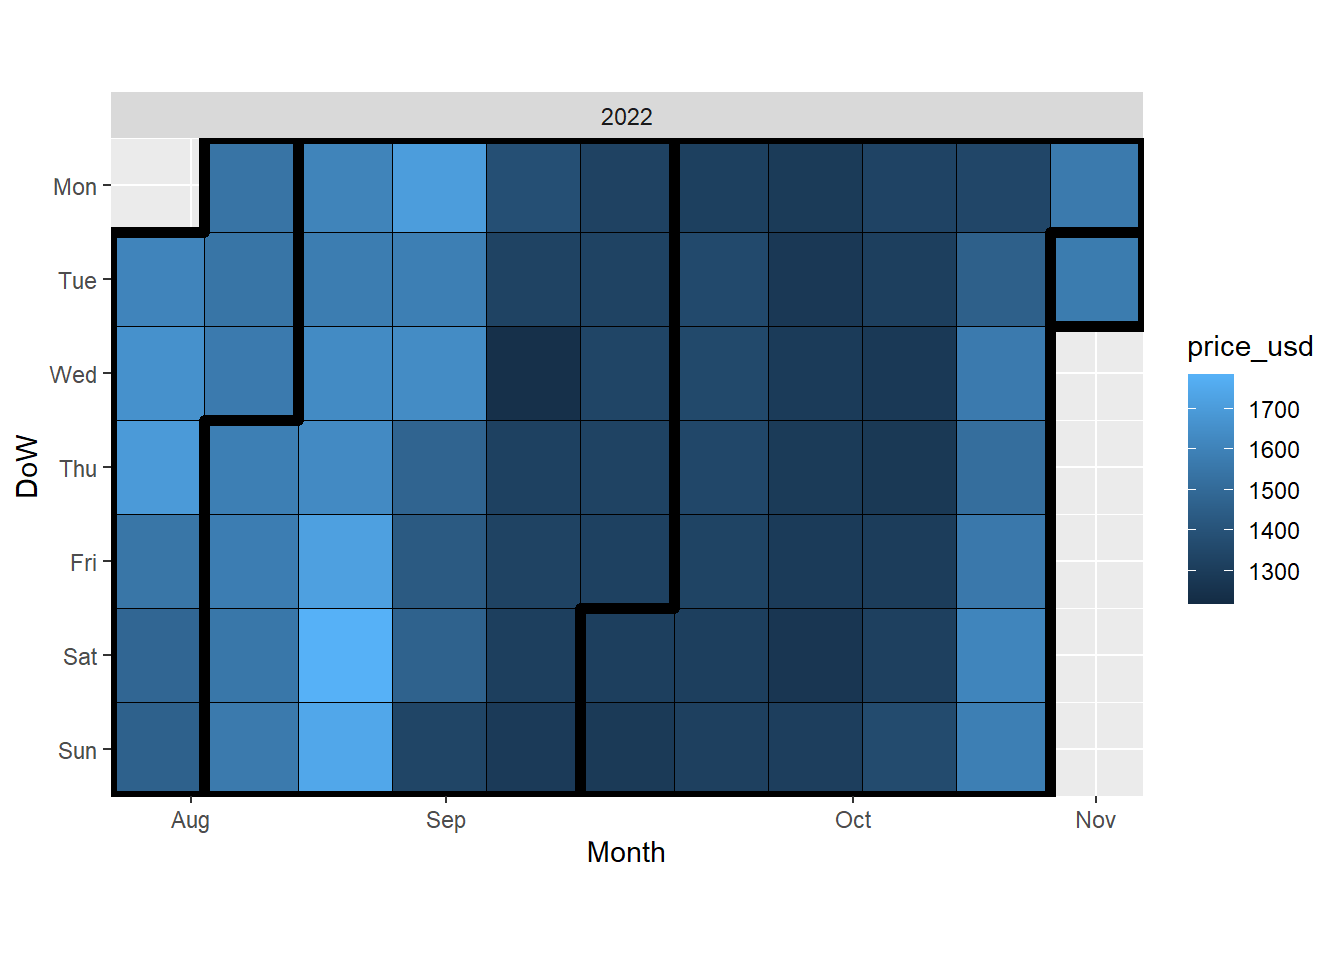 2022
DoW
Mon
Tue
Wed
Thu
Fri
Sat
Sun
Aug
Sep
Oct
Nov
Month
price_usd
1700
1600
1500
1400
1300